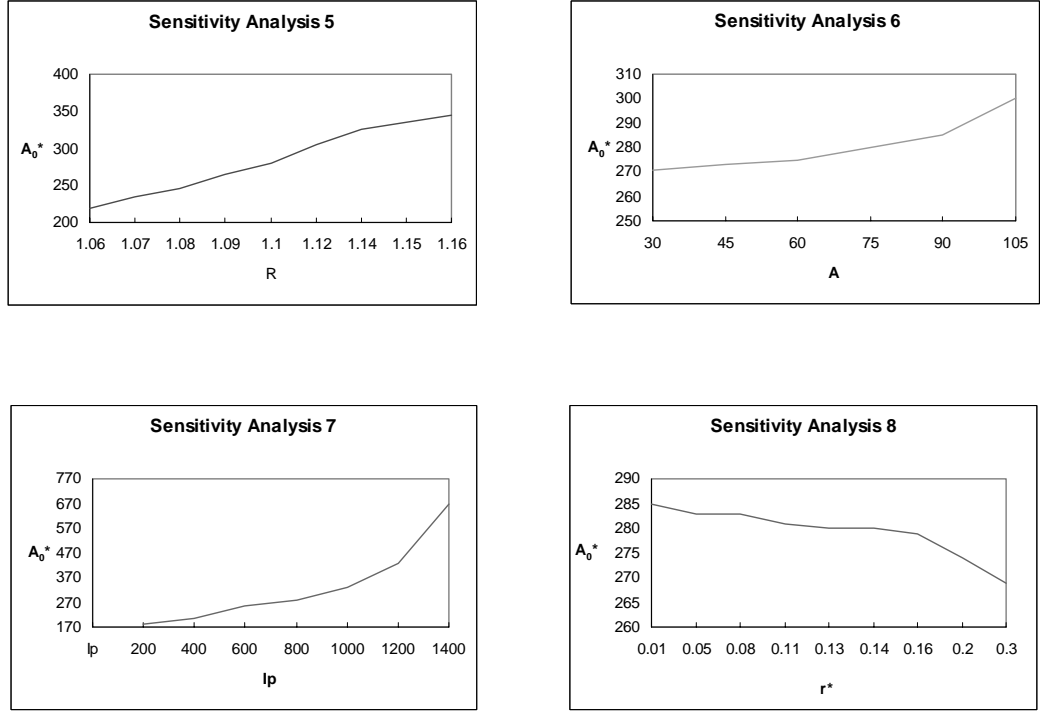 Sensitivity Analysis 5
400
350
A₀*
300
250
200
1.06 1.07 1.08 1.09 1.1 1.12 1.14 1.15 1.16
R
Sensitivity Analysis 6
310
300
290
A₀*
280
270
260
250
30 45 60 75 90 105
A
Sensitivity Analysis 7
770
670
570
A₀*
470
370
270
170
Ip 200 400 600 800 1000 1200 1400
Ip
Sensitivity Analysis 8
290
285
280
A₀*
275
270
265
260
0.01 0.05 0.08 0.11 0.13 0.14 0.16 0.2 0.3
r*